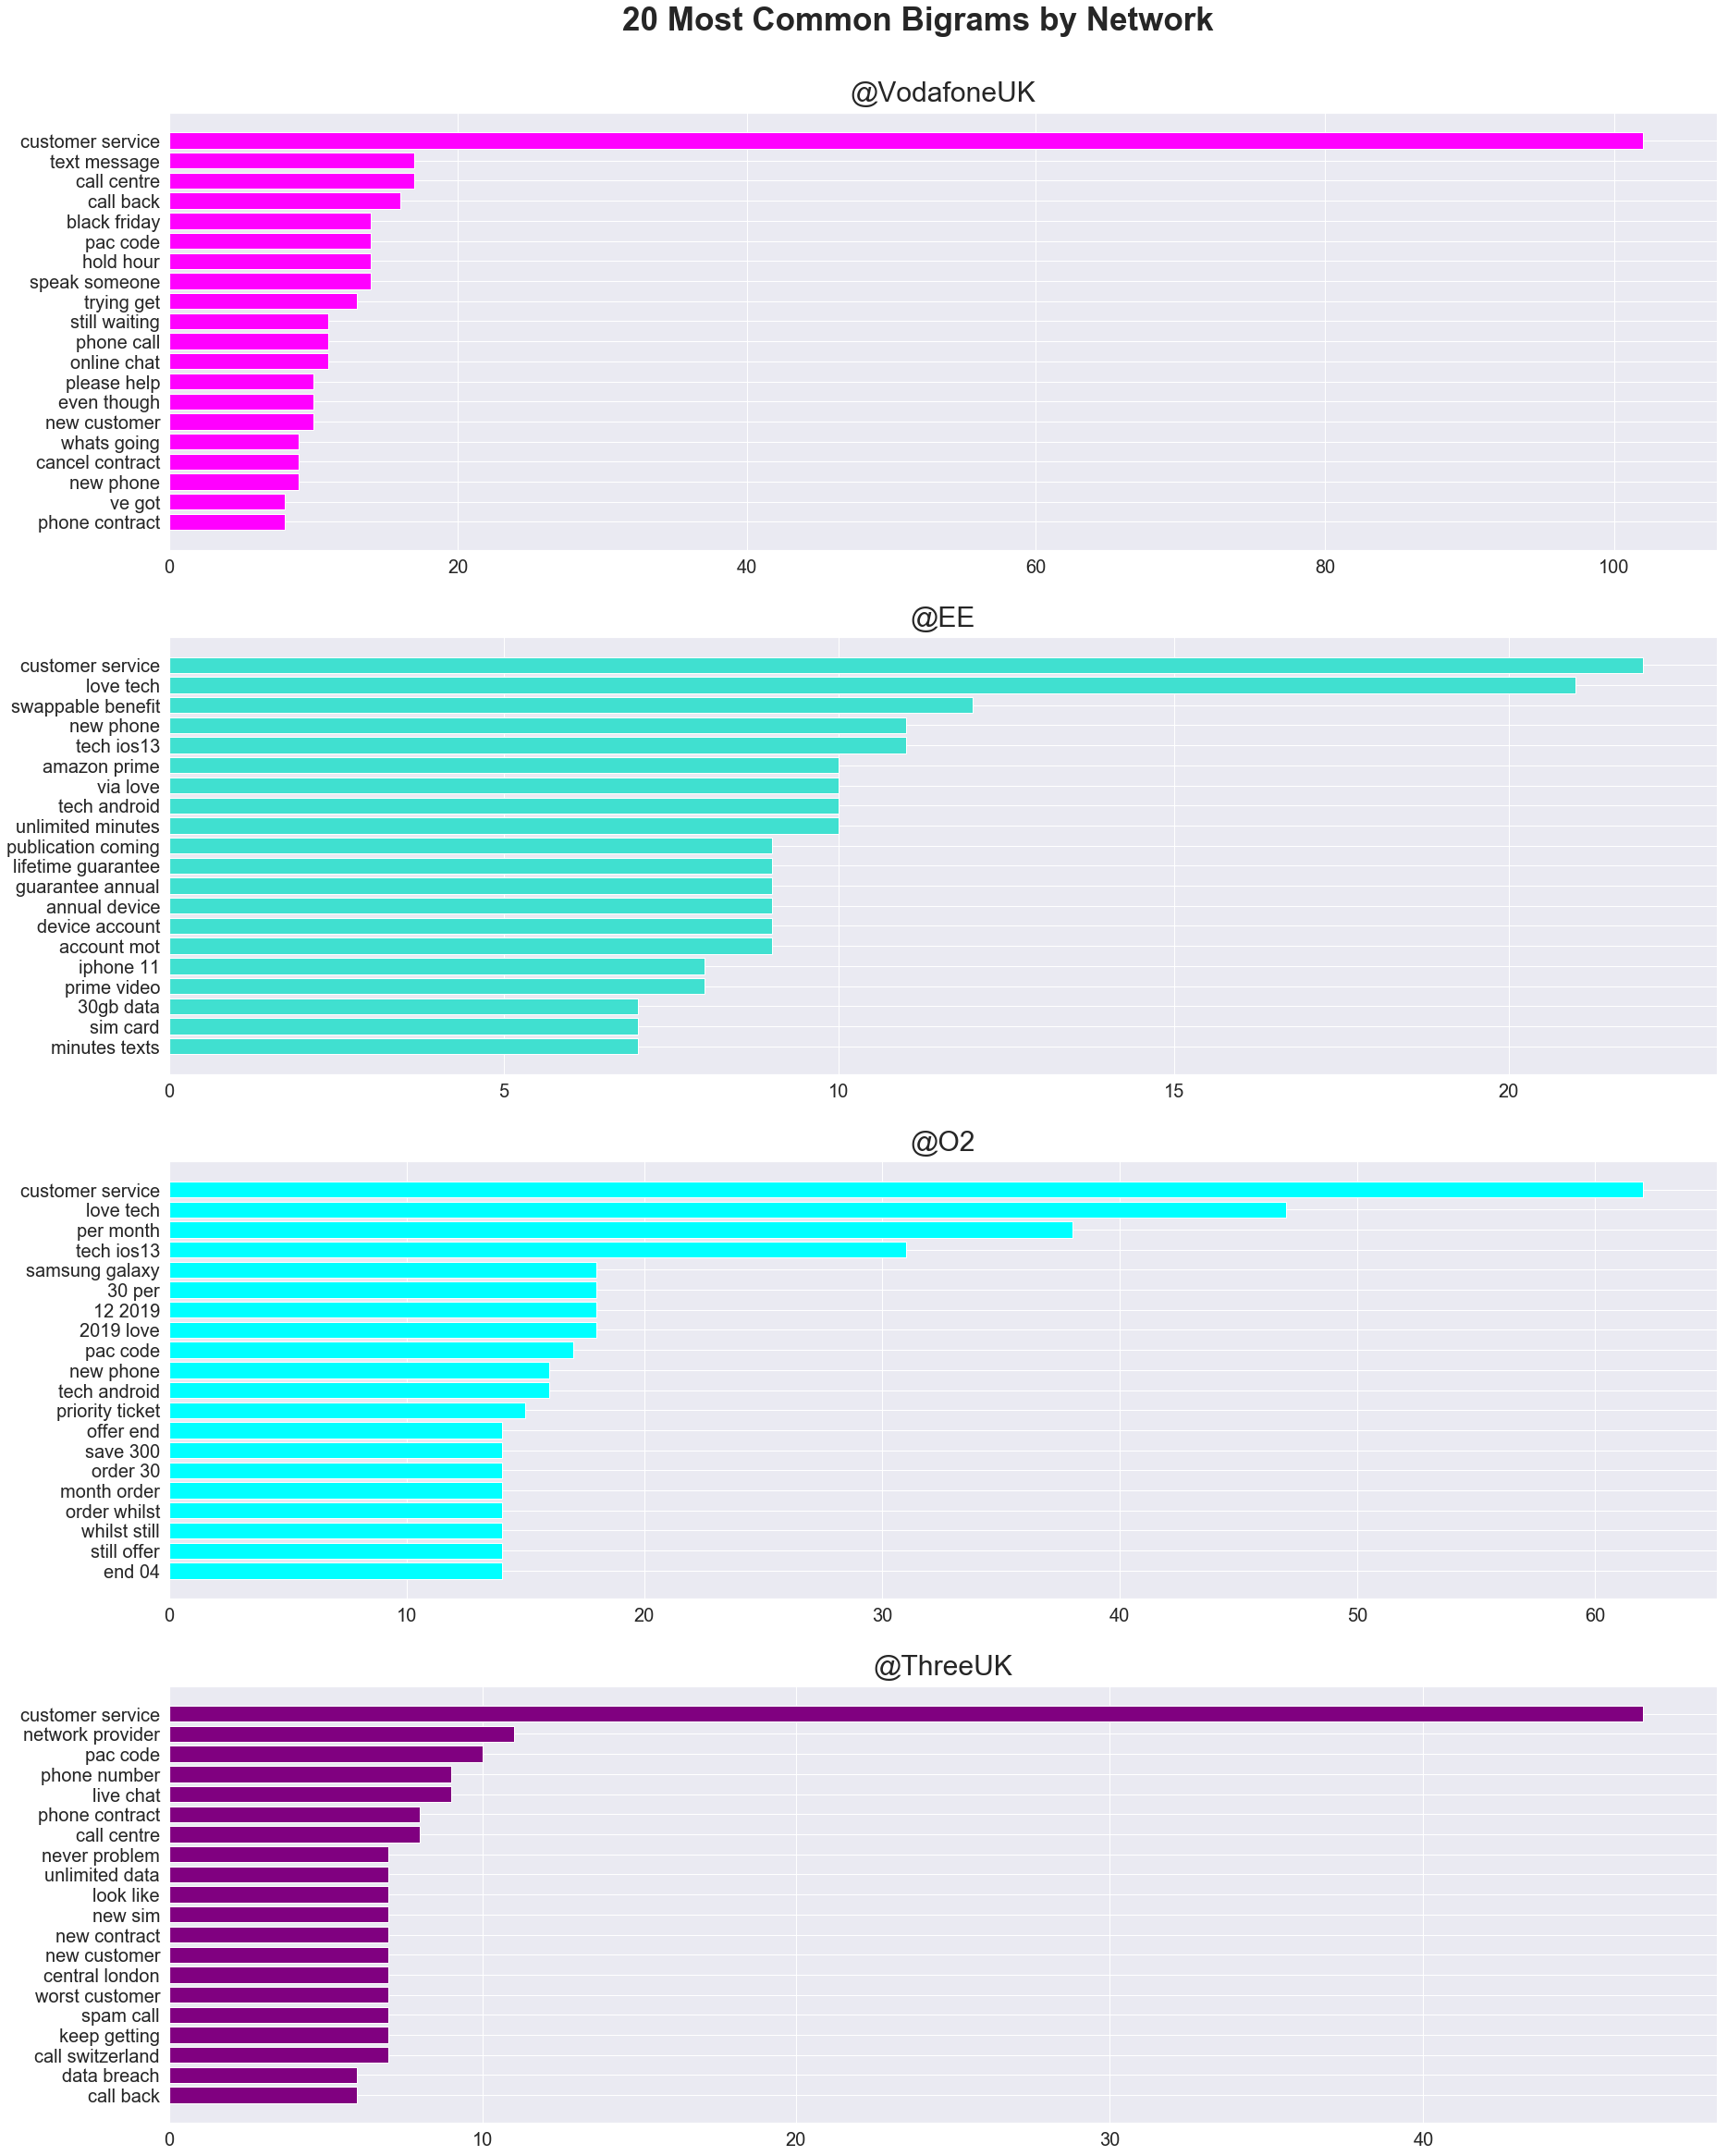 20 Most Common Bigrams by Network
@VodafoneUK
customer service
text message
call centre
call back
black friday
pac code
hold hour
speak someone
trying get
still waiting
phone call
online chat
please help
even though
new customer
whats going
cancel contract
new phone
ve got
phone contract
0 20 40 60 80 100
@EE
customer service
love tech
swappable benefit
new phone
tech ios13
amazon prime
via love
tech android
unlimited minutes
publication coming
lifetime guarantee
guarantee annual
annual device
device account
account mot
iphone 11
prime video
30gb data
sim card
minutes texts
0 5 10 15 20
@O2
customer service
love tech
per month
tech ios13
samsung galaxy
30 per
12 2019
2019 love
pac code
new phone
tech android
priority ticket
offer end
save 300
order 30
month order
order whilst
whilst still
still offer
end 04
0 10 20 30 40 50 60
@ThreeUK
customer service
network provider
pac code
phone number
live chat
phone contract
call centre
never problem
unlimited data
look like
new sim
new contract
new customer
central london
worst customer
spam call
keep getting
call switzerland
data breach
call back
0 10 20 30 40